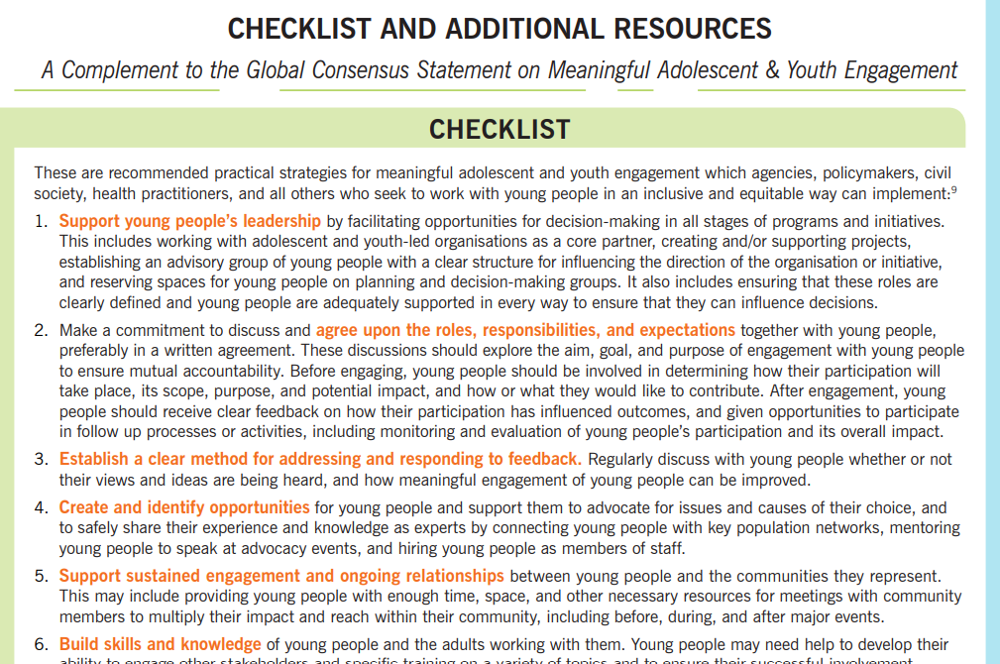 CHECKLIST AND ADDITIONAL RESOURCES
A Complement to the Global Consensus Statement on Meaningful Adolescent & Youth Engagement
CHECKLIST
These are recommended practical strategies for meaningful adolescent and youth engagement which agencies, policymakers, civil
society, health practitioners, and all others who seek to work with young people in an inclusive and equitable way can implement:⁹
1. Support young people's leadership by facilitating opportunities for decision-making in all stages of programs and initiatives.
This includes working with adolescent and youth-led organisations as a core partner, creating and/or supporting projects,
establishing an advisory group of young people with a clear structure for influencing the direction of the organisation or initiative,
and reserving spaces for young people on planning and decision-making groups. It also includes ensuring that these roles are
clearly defined and young people are adequately supported in every way to ensure that they can influence decisions.
2. Make a commitment to discuss and agree upon the roles, responsibilities, and expectations together with young people,
preferably in a written agreement. These discussions should explore the aim, goal, and purpose of engagement with young people
to ensure mutual accountability. Before engaging, young people should be involved in determining how their participation will
take place, its scope, purpose, and potential impact, and how or what they would like to contribute. After engagement, young
people should receive clear feedback on how their participation has influenced outcomes, and given opportunities to participate
in follow up processes or activities, including monitoring and evaluation of young people's participation and its overall impact.
3. Establish a clear method for addressing and responding to feedback. Regularly discuss with young people whether or not
their views and ideas are being heard, and how meaningful engagement of young people can be improved.
4. Create and identify opportunities for young people and support them to advocate for issues and causes of their choice, and
to safely share their experience and knowledge as experts by connecting young people with key population networks, mentoring
young people to speak at advocacy events, and hiring young people as members of staff.
5. Support sustained engagement and ongoing relationships between young people and the communities they represent.
This may include providing young people with enough time, space, and other necessary resources for meetings with community
members to multiply their impact and reach within their community, including before, during, and after major events.
6. Build skills and knowledge of young people and the adults working with them. Young people may need help to develop their
ability to engage other stakeholders and specific training on a variety of topics and to ensure their successful involvement